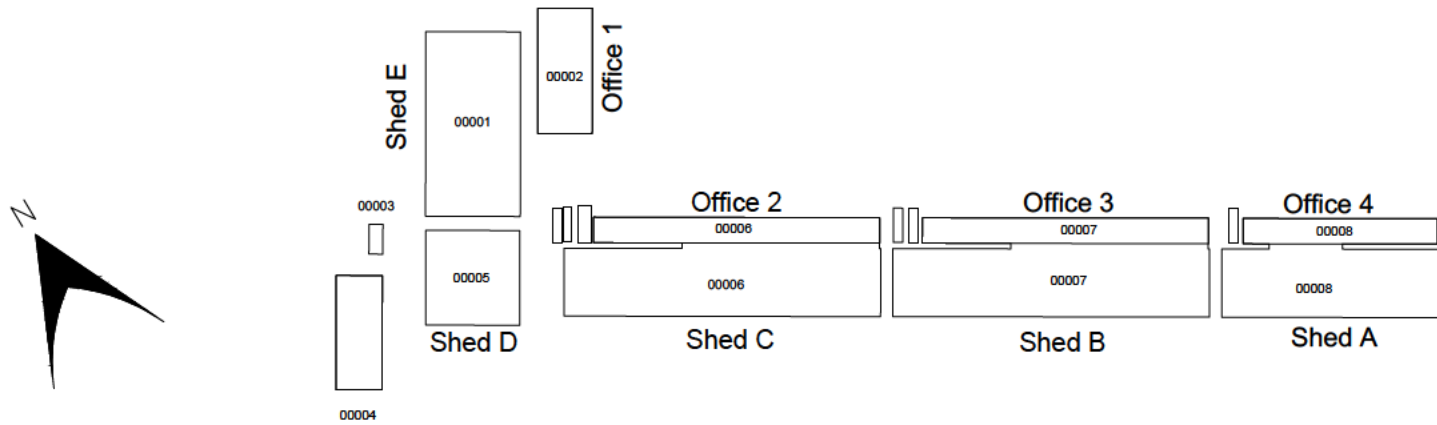 Shed E
00001
00002
Office 1
N
00003
Office 2
Office 3
Office 4
00006
00007
00008
00005
00006
00007
00008
Shed D
Shed C
Shed B
Shed A
00004